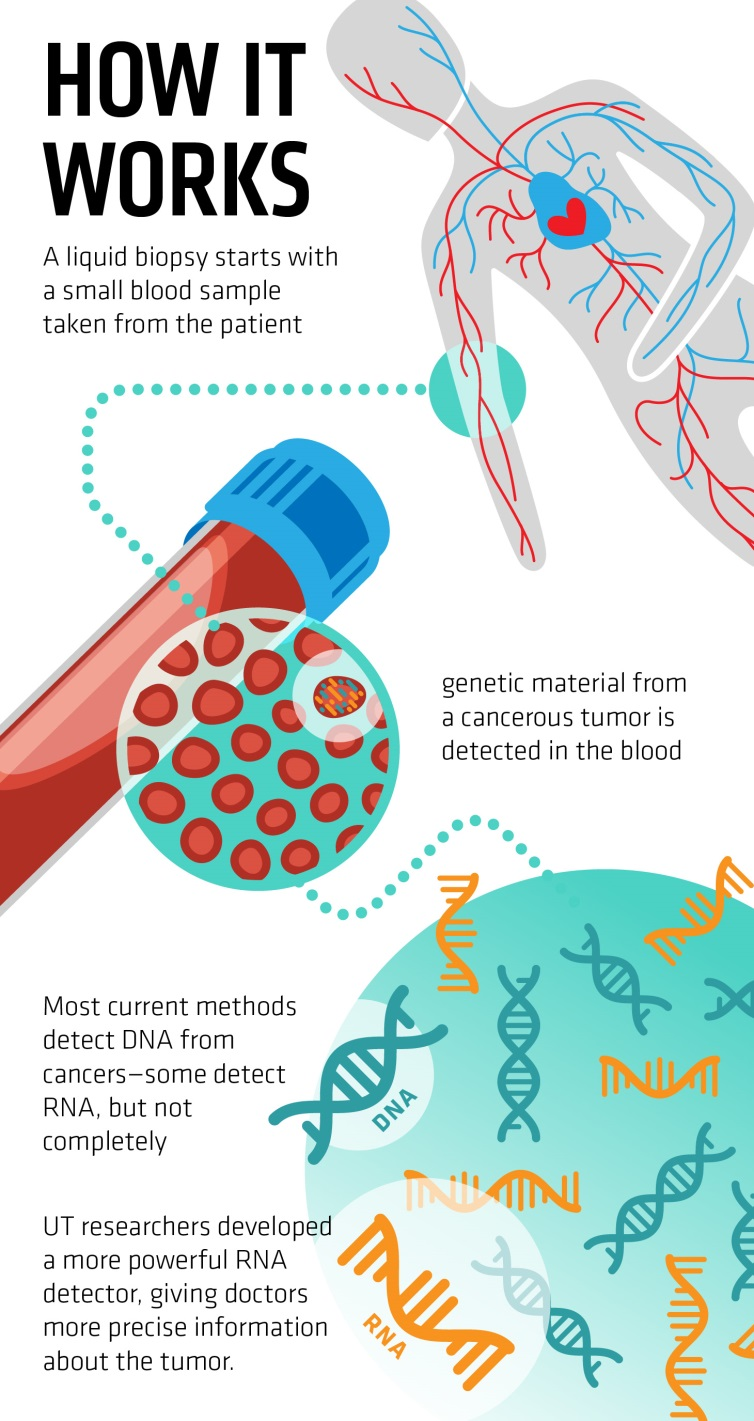 HOW IT
WORKS
A liquid biopsy starts with
a small blood sample
taken from the patient
genetic material from
a cancerous tumor is
detected in the blood
Most current methods
detect DNA from
cancers—some detect
RNA, but not
completely
DNA
UT researchers developed
a more powerful RNA
detector, giving doctors
more precise information
about the tumor.
RNA